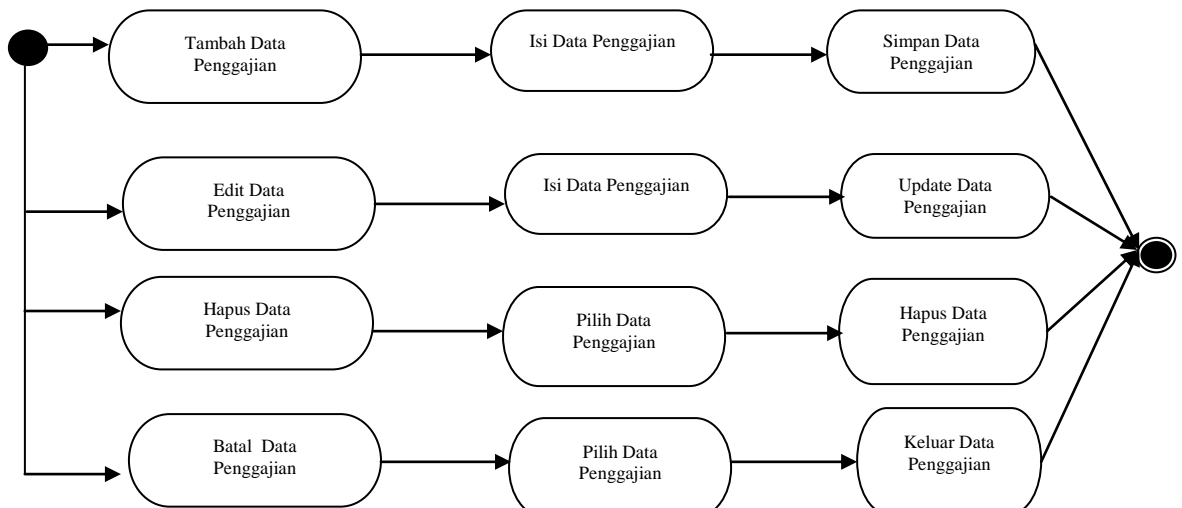 Tambah Data
Penggajian
Isi Data Penggajian
Simpan Data
Penggajian
Edit Data
Penggajian
Isi Data Penggajian
Update Data
Penggajian
Hapus Data
Penggajian
Pilih Data
Penggajian
Hapus Data
Penggajian
Batal  Data
Penggajian
Pilih Data
Penggajian
Keluar Data
Penggajian